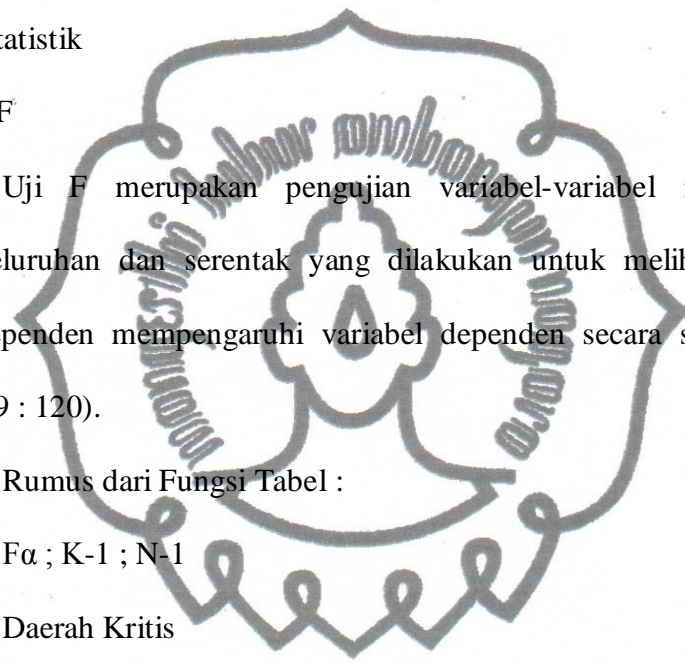 tatistik
F
Uji F merupakan pengujian variabel-variabel
eluruhan dan serentak yang dilakukan untuk melih
ependen mempengaruhi variabel dependen secara s
9 : 120).
Rumus dari Fungsi Tabel :
Fα ; K-1 ; N-1
Daerah Kritis